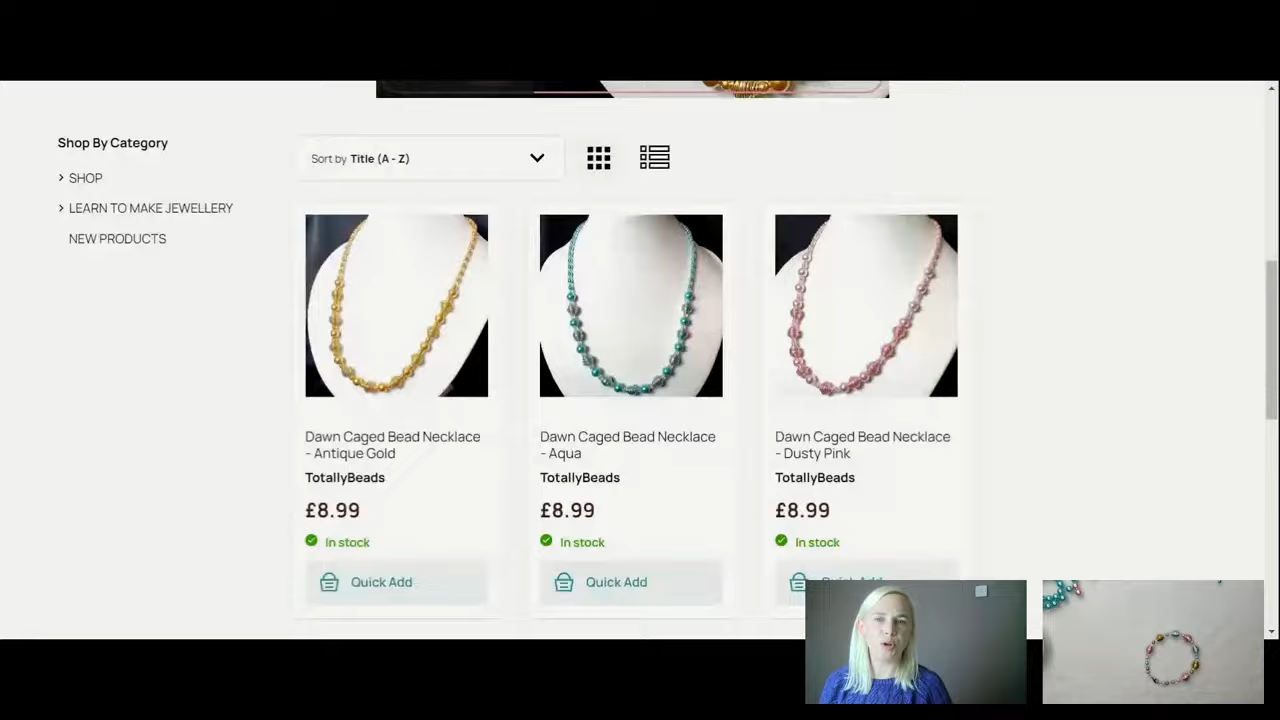 Shop By Category
SHOP
LEARN TO MAKE JEWELLERY
NEW PRODUCTS
Sort by Title (A - Z)
Dawn Caged Bead Necklace
- Antique Gold
TotallyBeads
£8.99
In stock
Quick Add
Dawn Caged Bead Necklace
- Aqua
TotallyBeads
£8.99
In stock
Quick Add
Dawn Caged Bead Necklace
- Dusty Pink
TotallyBeads
£8.99
In stock